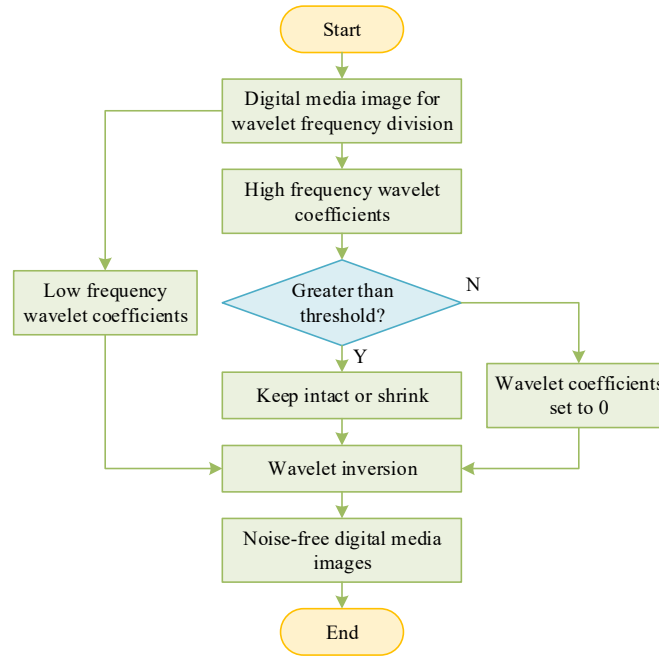 Start
Digital media image for
wavelet frequency division
High frequency wavelet
coefficients
Low frequency
wavelet coefficients
Greater than
threshold?
N
Y
Keep intact or shrink
Wavelet coefficients
set to 0
Wavelet inversion
Noise-free digital media
images
End